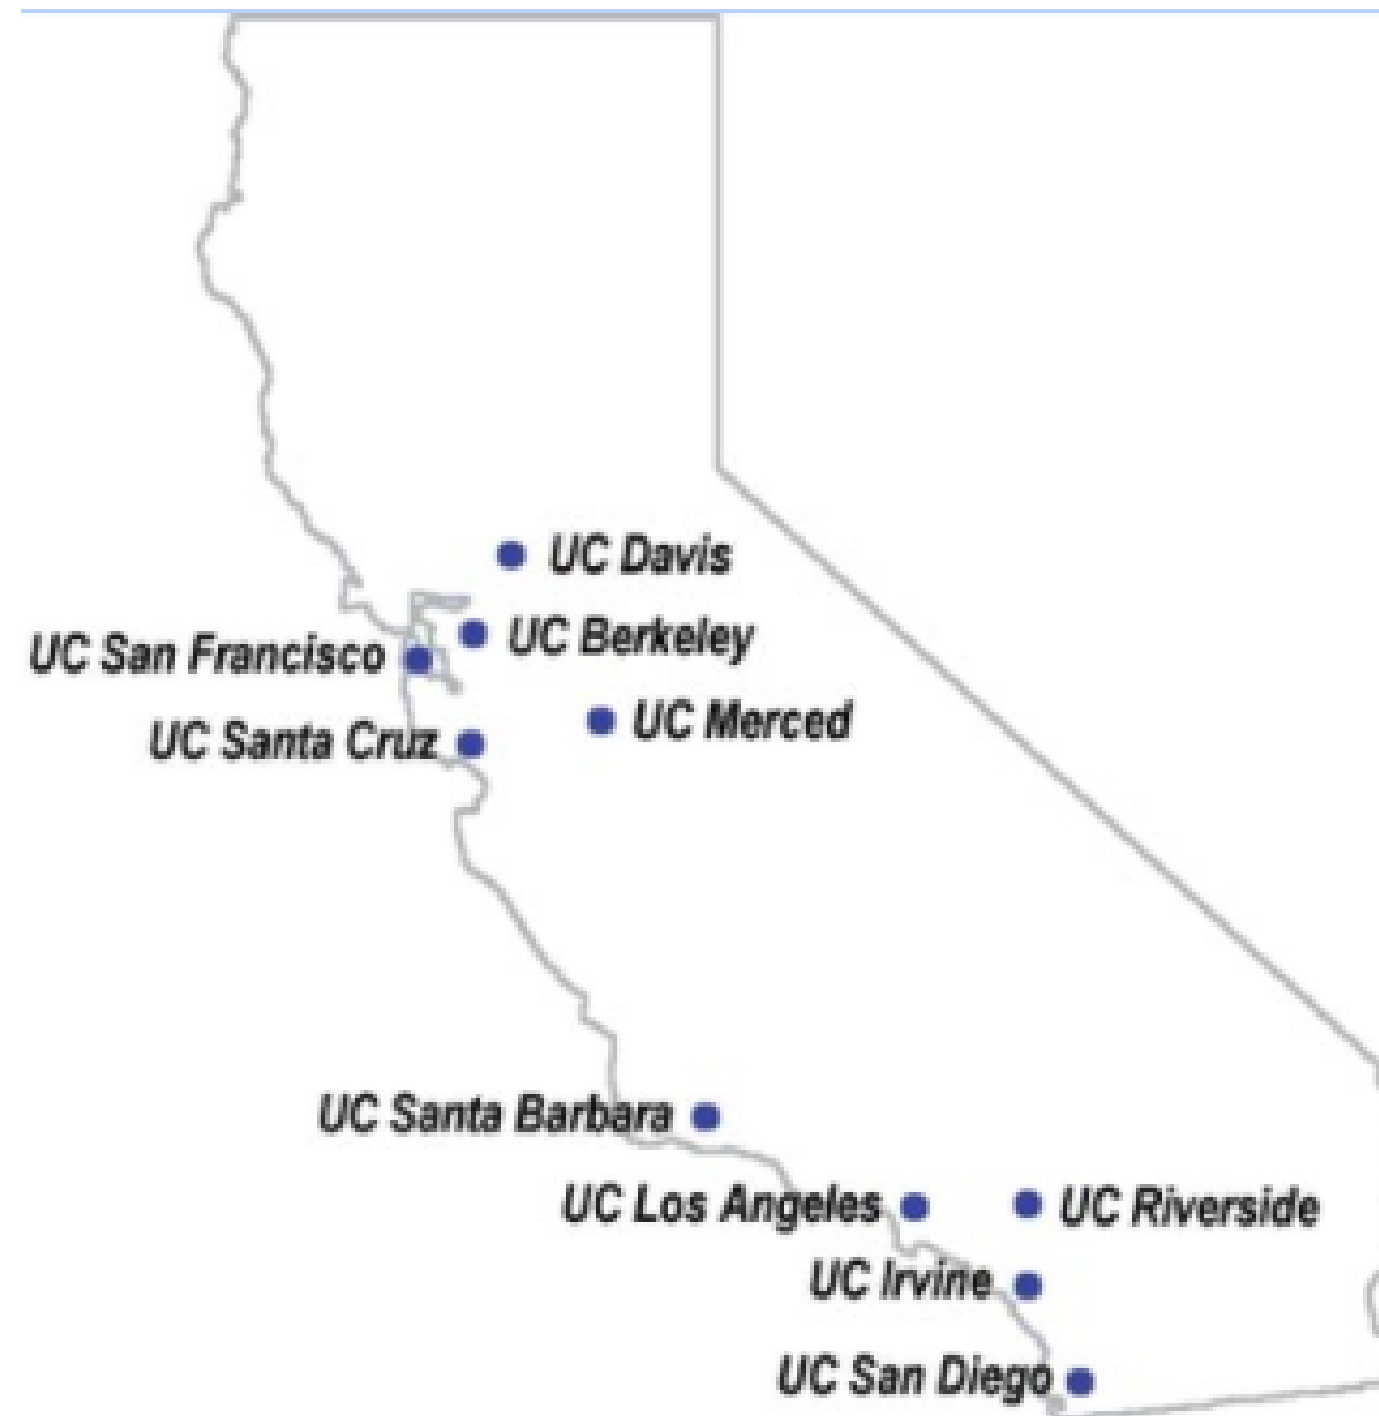 UC Davis
UC Berkeley
UC San Francisco
UC Merced
UC Santa Cruz
UC Santa Barbara
UC Los Angeles
UC Riverside
UC Irvine
UC San Diego